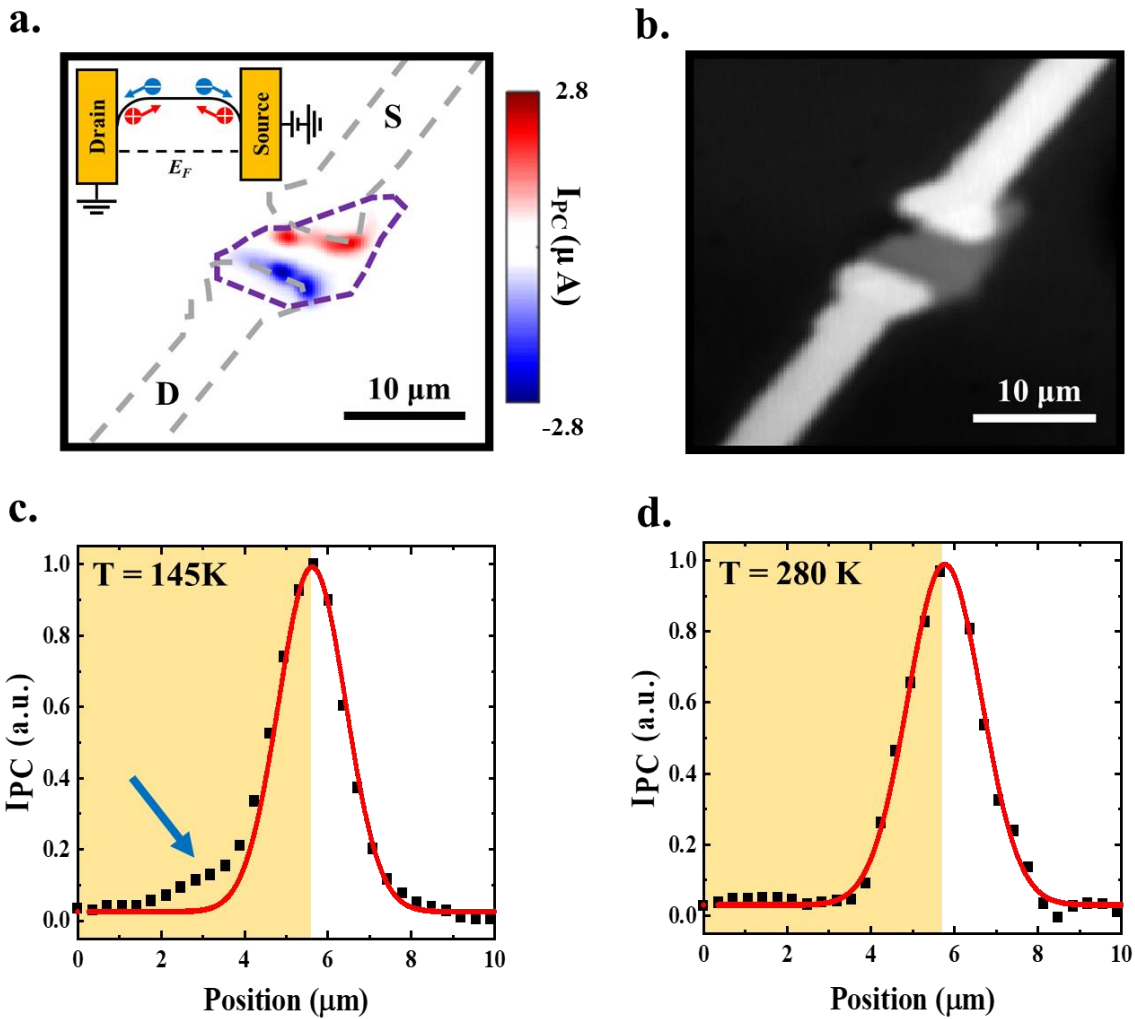 a.
Drain
Source
E_F
S
D
10 μm
2.8
I_PC (μ A)
-2.8
b.
10 μm
c.
T = 145K
I_PC (a.u.)
1.0
0.8
0.6
0.4
0.2
0.0
0 2 4 6 8 10
Position (μm)
d.
T = 280 K
I_PC (a.u.)
1.0
0.8
0.6
0.4
0.2
0.0
0 2 4 6 8 10
Position (μm)